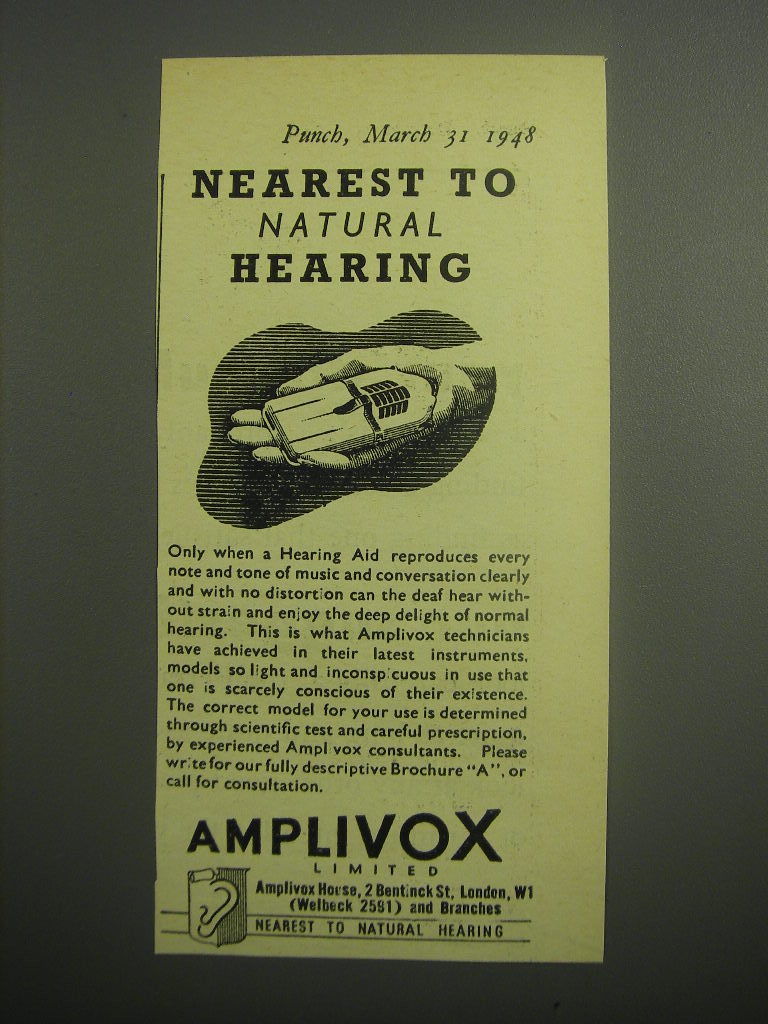 Punch, March 31 1948
NEAREST TO
NATURAL
HEARING
Only when a Hearing Aid reproduces every
note and tone of music and conversation clearly
and with no distortion can the deaf hear with-
out strain and enjoy the deep delight of normal
hearing. This is what Amplivox technicians
have achieved in their latest instruments,
models so light and inconspicuous in use that
one is scarcely conscious of their existence.
The correct model for your use is determined
through scientific test and careful prescription,
by experienced Amplivox consultants. Please
write for our fully descriptive Brochure "A", or
call for consultation.
AMPLIVOX
LIMITED
Amplivox House, 2 Bentinck St, London, W1
(Welbeck 2591) and Branches
NEAREST TO NATURAL HEARING